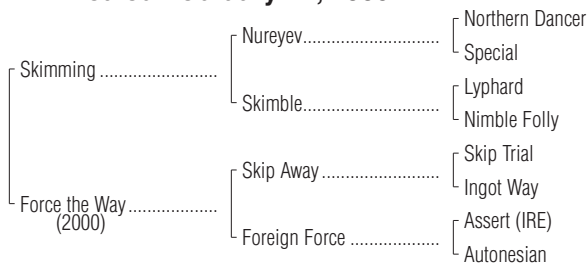 Northern Dancer
Nureyev
Special
Skimming
Lyphard
Skimble
Nimble Folly
Skip Trial
Skip Away
Ingot Way
Force the Way
(2000)
Assert (IRE)
Foreign Force
Autonesian